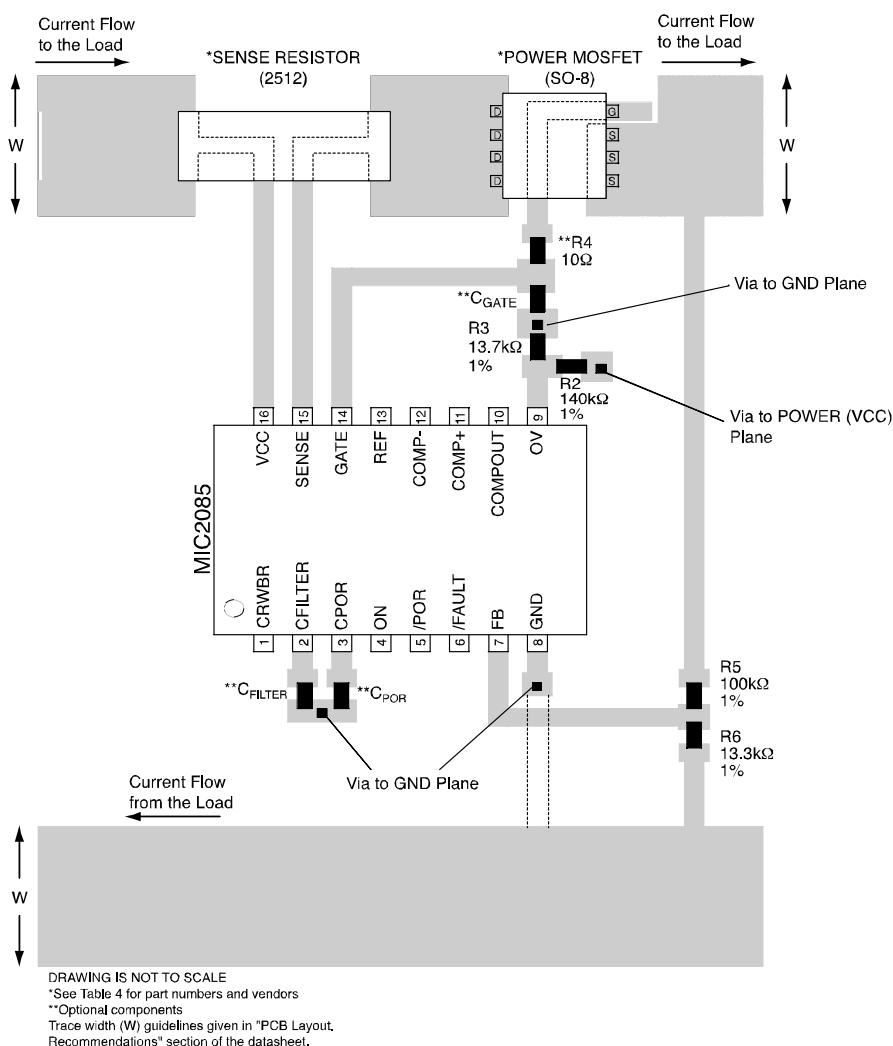 Current Flow
to the Load
*SENSE RESISTOR
(2512)
*POWER MOSFET
(SO-8)
Current Flow
to the Load
W
W
D
D
D
D
G
S
S
S
**R4
10Ω
**CGATE
Via to GND Plane
R3
13.7kΩ
1%
R2
140kΩ
1%
Via to POWER (VCC)
Plane
16
15
14
13
12
11
10
9
VCC
SENSE
GATE
REF
COMP-
COMP+
COMPOUT
OV
MIC2085
CRWBR
CFILTER
CPOR
ON
/POR
/FAULT
FB
GND
1
2
3
4
5
6
7
8
**CFILTER
**CPOR
R5
100kΩ
1%
R6
13.3kΩ
1%
Via to GND Plane
Current Flow
from the Load
W
DRAWING IS NOT TO SCALE
*See Table 4 for part numbers and vendors
**Optional components
Trace width (W) guidelines given in "PCB Layout.
Recommendations" section of the datasheet.